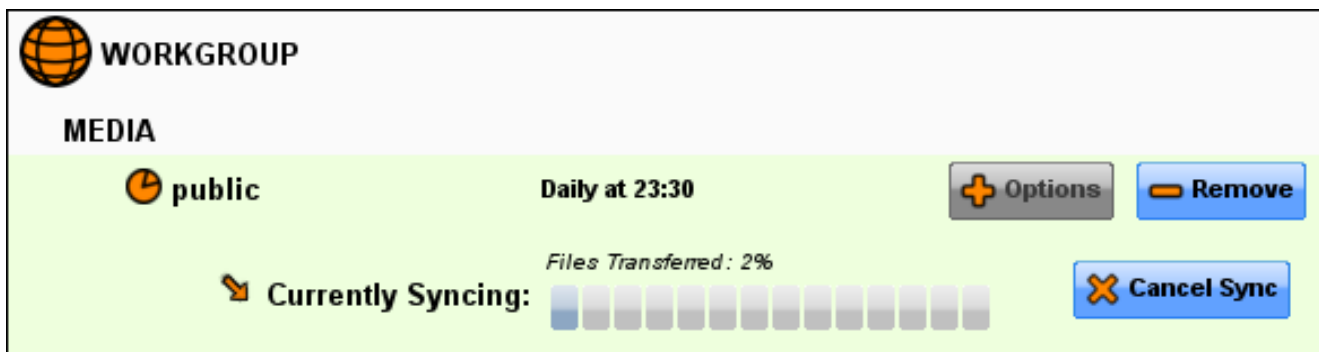 WORKGROUP
MEDIA
public Daily at 23:30 Options Remove
Files Transferred: 2%
Currently Syncing: Cancel Sync